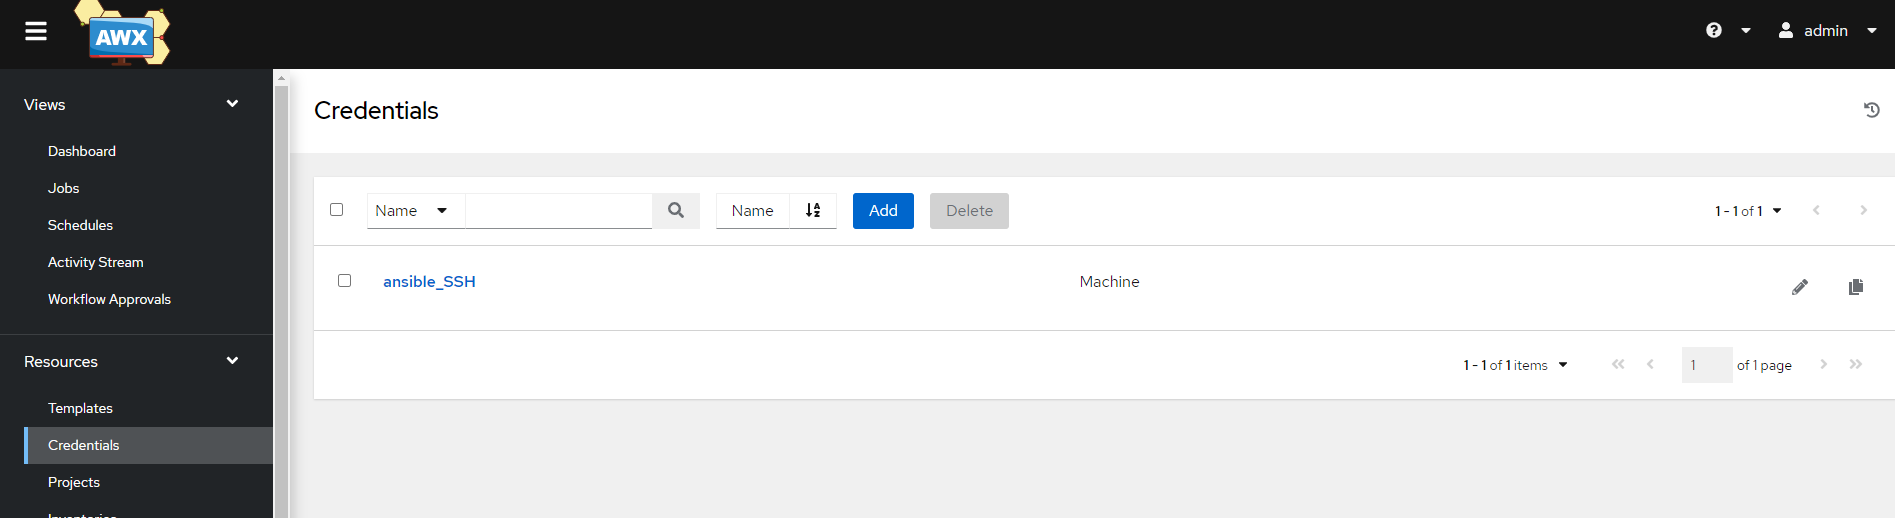 AWX
admin
Views
Dashboard
Jobs
Schedules
Activity Stream
Workflow Approvals
Resources
Templates
Credentials
Projects
Inventories
Credentials
Name
Name
Add
Delete
1 - 1 of 1
ansible_SSH
Machine
1 - 1 of 1 items
1
of 1 page